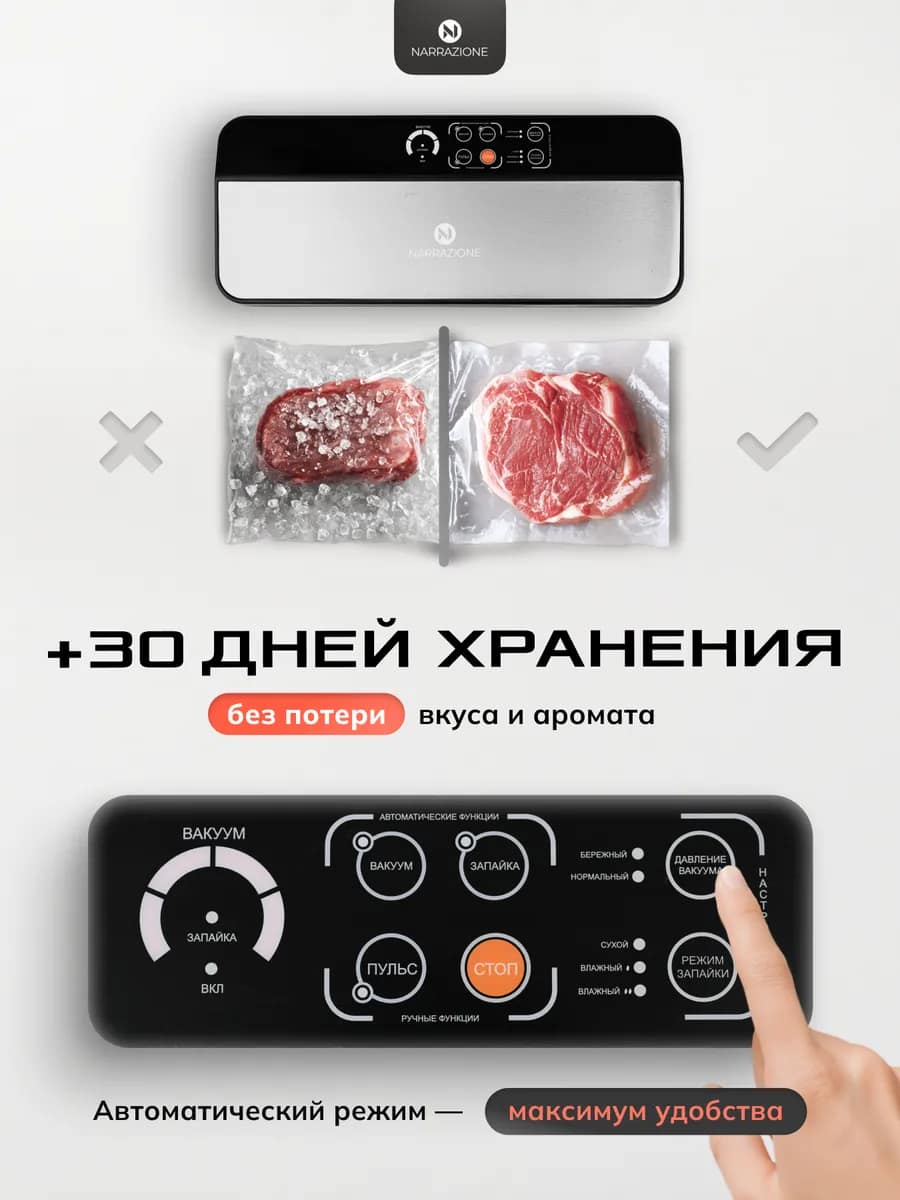 NARRAZIONE
NARRAZIONE
+30 ДНЕЙ ХРАНЕНИЯ
без потери вкуса и аромата
ВАКУУМ
ЗАПАЙКА
ВКЛ
АВТОМАТИЧЕСКИЕ ФУНКЦИИ
ВАКУУМ
ЗАПАЙКА
ПУЛЬС
СТОП
РУЧНЫЕ ФУНКЦИИ
БЕРЕЖНЫЙ
НОРМАЛЬНЫЙ
СУХОЙ
ВЛАЖНЫЙ
ВЛАЖНЫЙ
ДАВЛЕНИЕ
ВАКУУМА
РЕЖИМ
ЗАПАЙКИ
НАСТР
Автоматический режим — максимум удобства